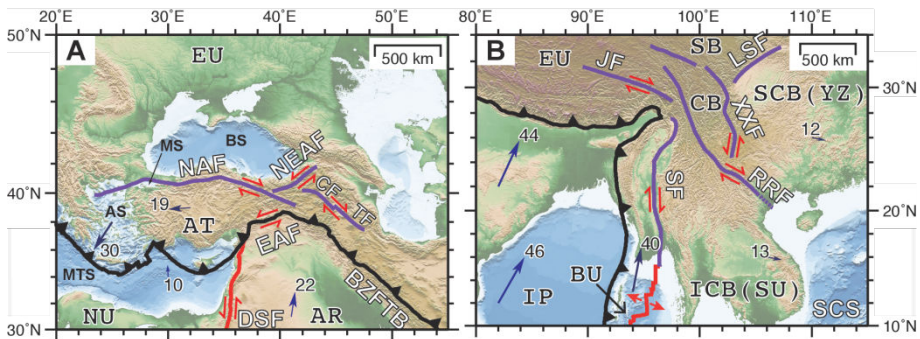 20°E 30° 40° 50°
50°N
40°N
30°N
A
500 km
EU
MS
BS
NAF
NEAF
CF
TF
AS
19
AT
30
EAF
MTS
10
22
BZFTB
NU
DSF
AR
80°E 90° 100° 110°
30°N
20°N
10°N
B
500 km
EU
JF
SB
LSF
CB
SCB(YZ)
XXF
44
12
SF
RRF
46
40
13
BU
IP
ICB(SU)
SCS